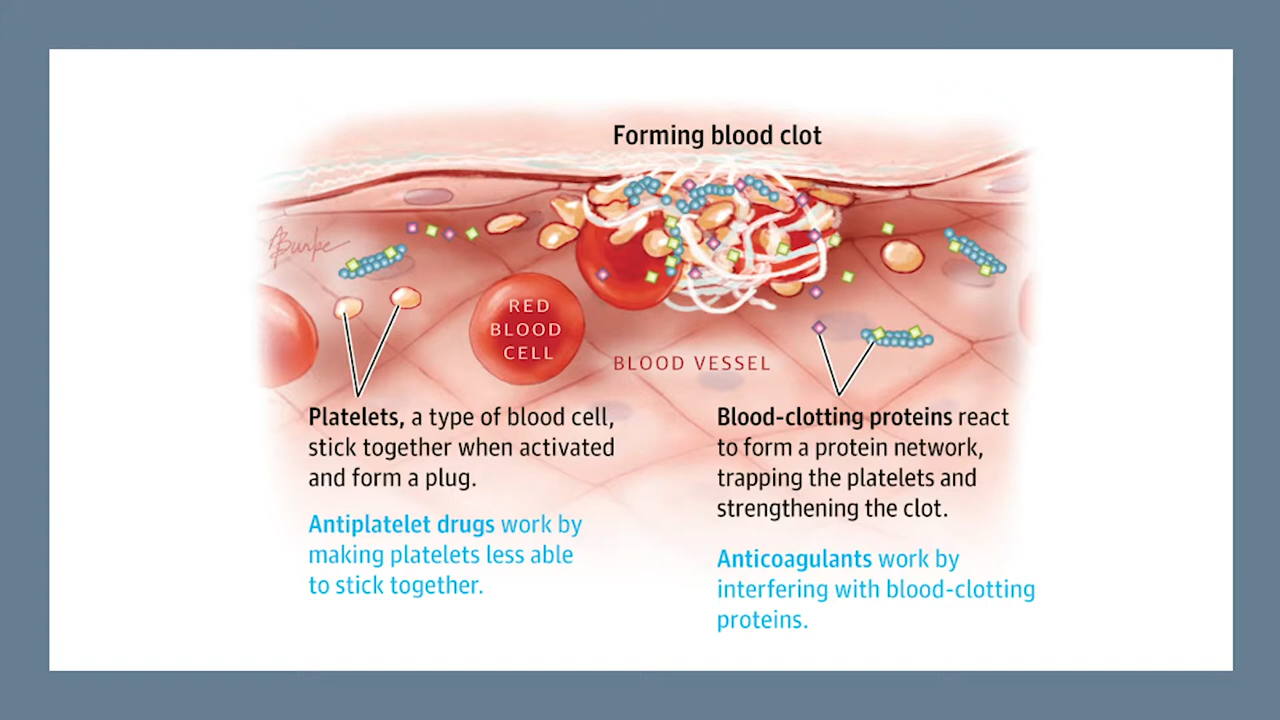 Forming blood clot
ABurke
RED
BLOOD
CELL
BLOOD VESSEL
Platelets, a type of blood cell,
stick together when activated
and form a plug.
Antiplatelet drugs work by
making platelets less able
to stick together.
Blood-clotting proteins react
to form a protein network,
trapping the platelets and
strengthening the clot.
Anticoagulants work by
interfering with blood-clotting
proteins.